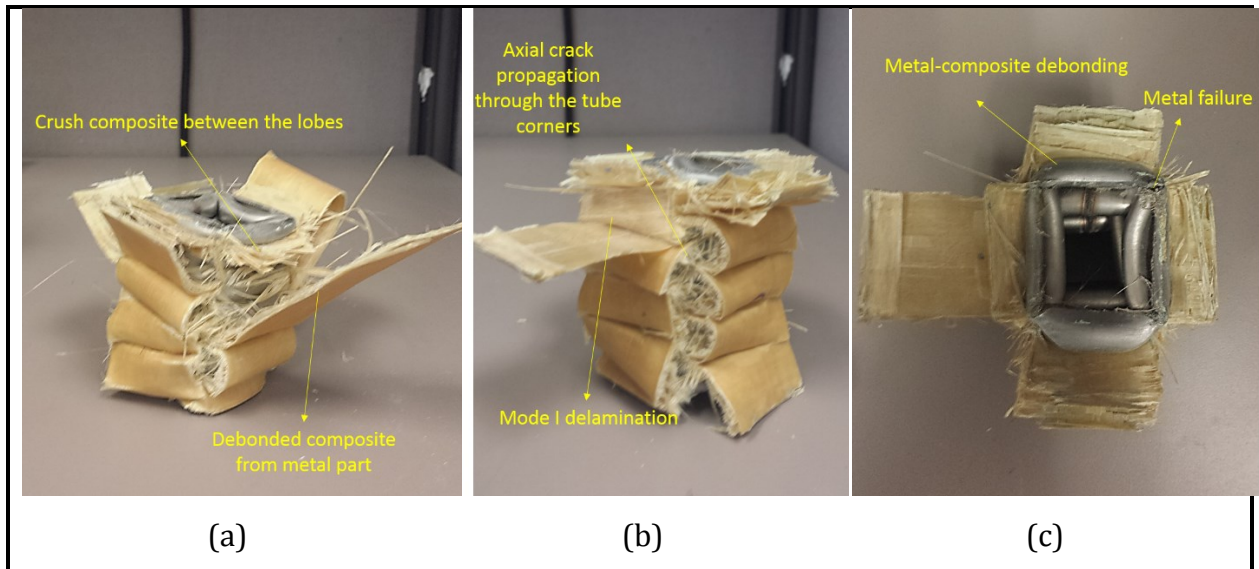 Crush composite between the lobes
Debonded composite
from metal part
(a)
Axial crack
propagation
through the tube
corners
Mode I delamination
(b)
Metal-composite debonding
Metal failure
(c)